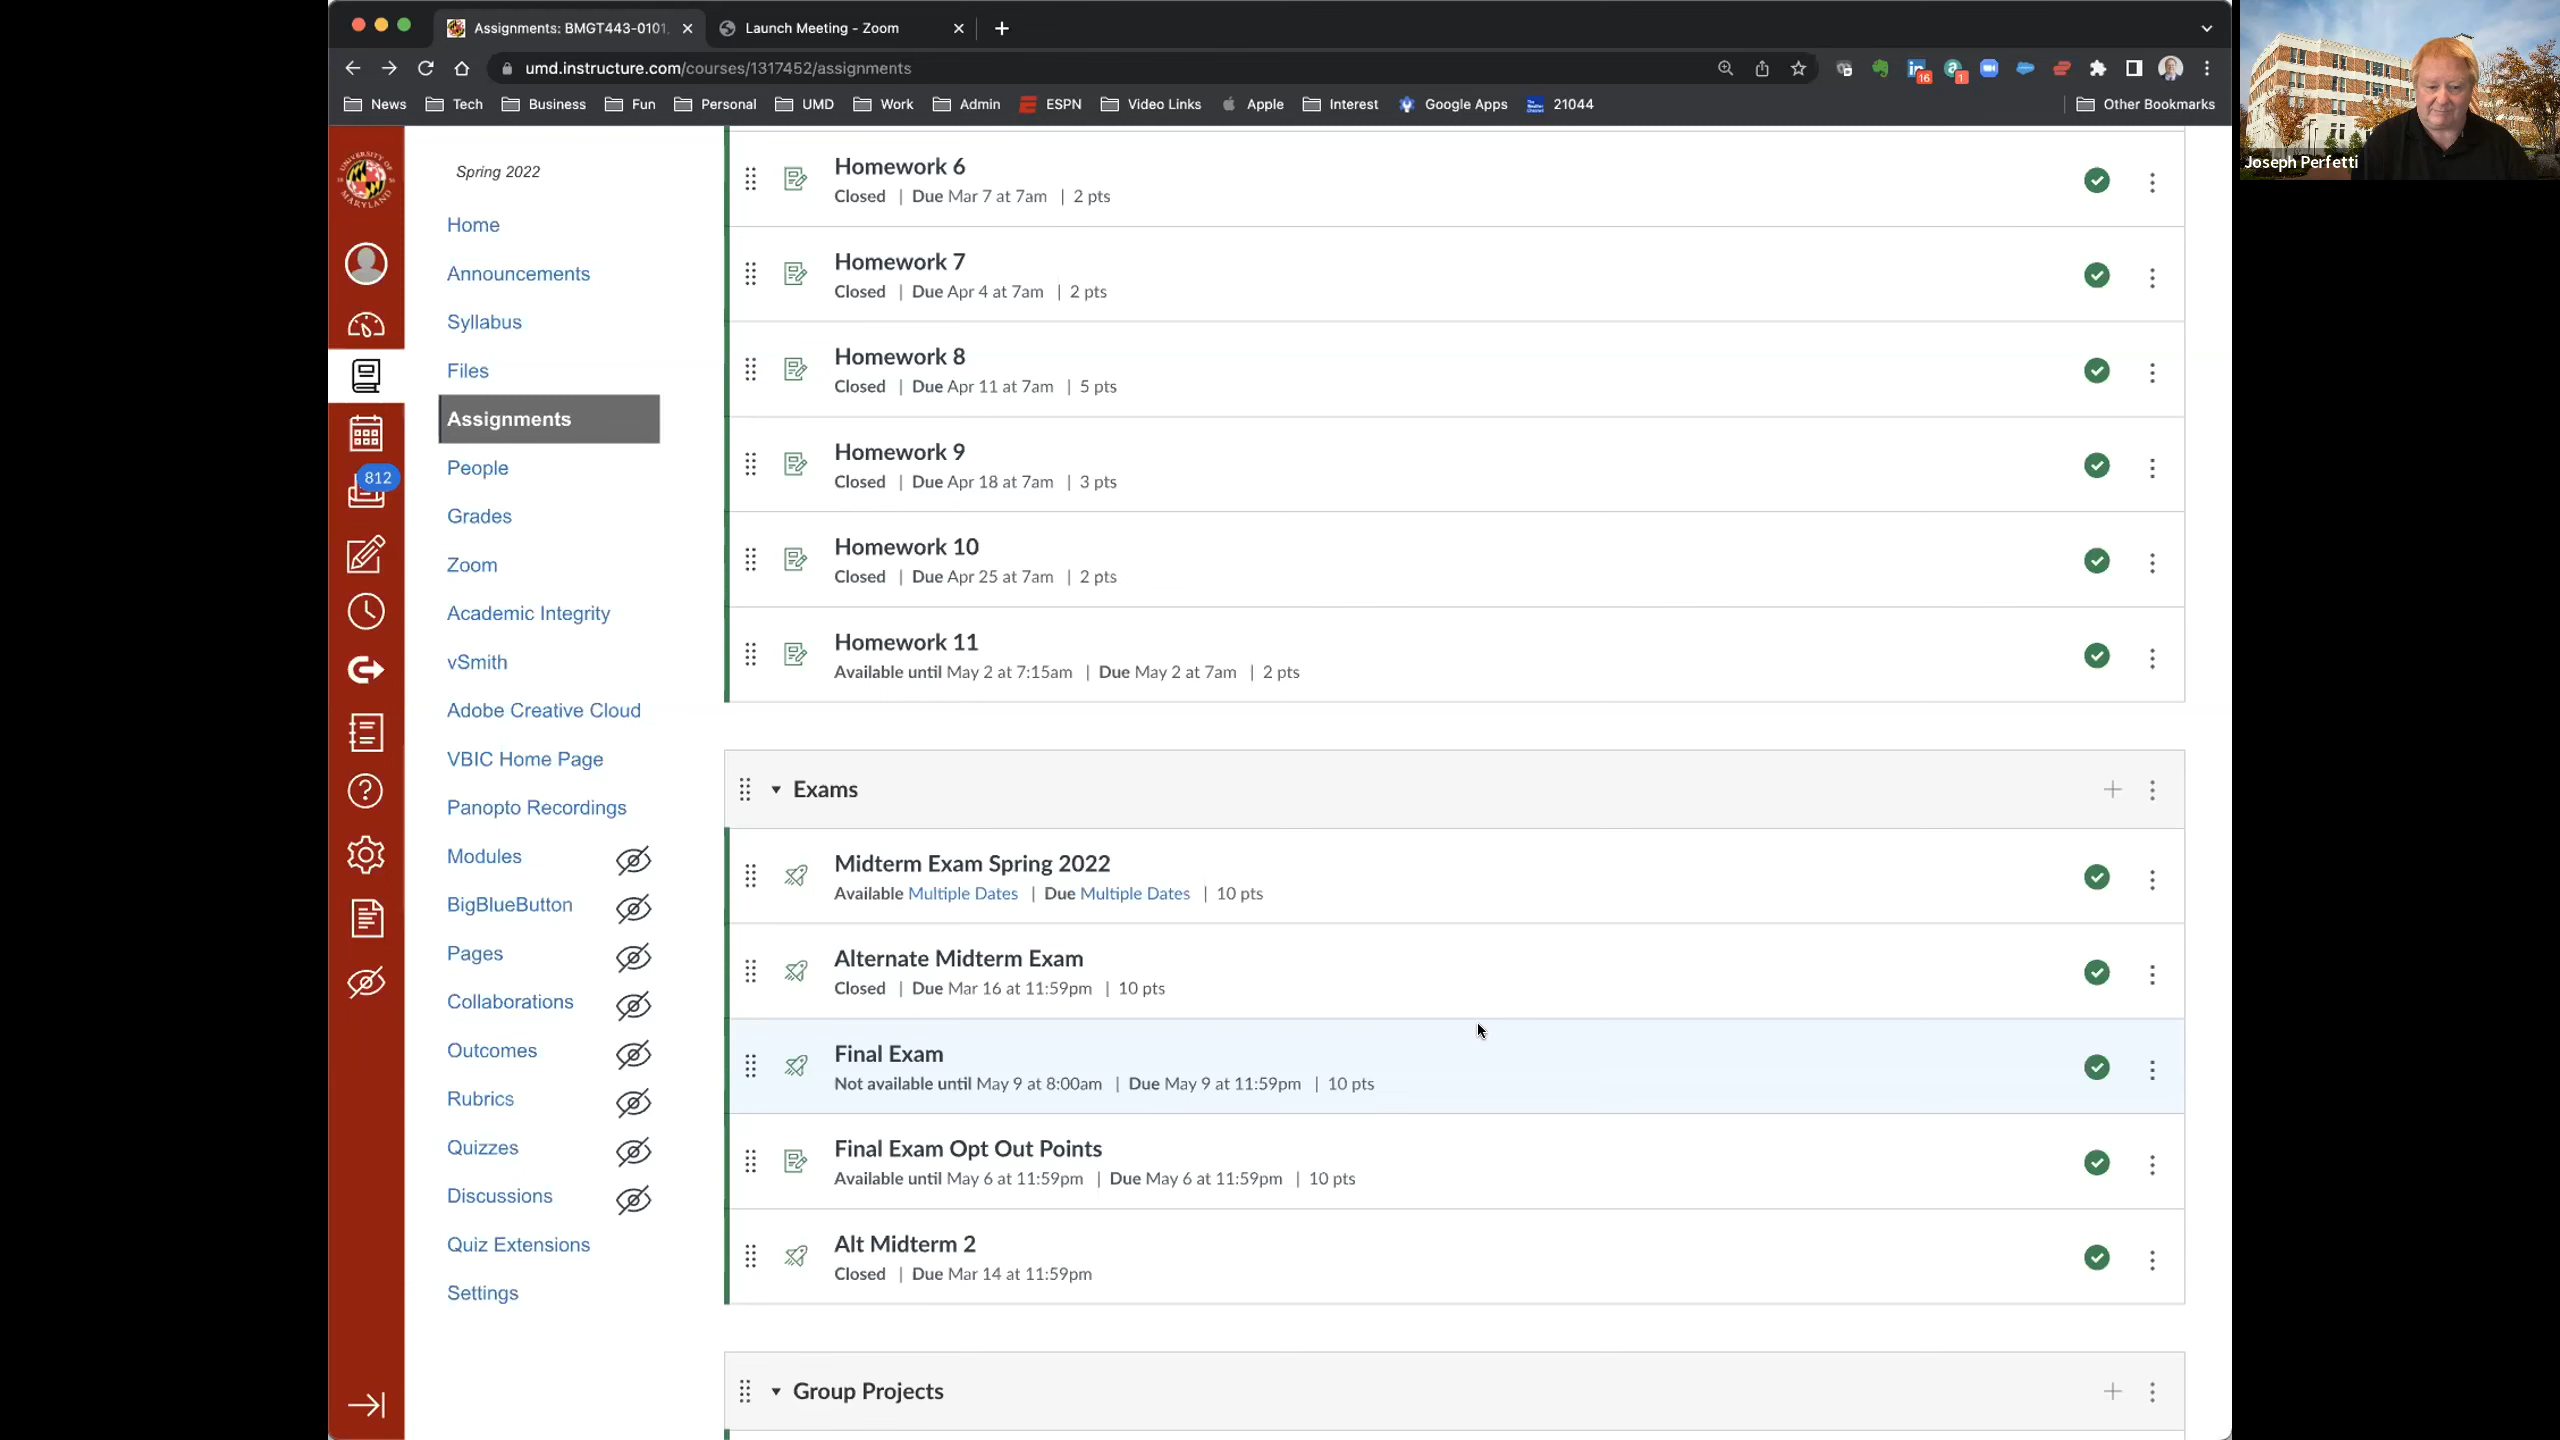 Assignments: BMGT443-0101
Launch Meeting - Zoom
umd.instructure.com/courses/1317452/assignments
16
1
News
Tech
Business
Fun
Personal
UMD
Work
Admin
ESPN
Video Links
Apple
Interest
Google Apps
21044
Other Bookmarks
Joseph Perfetti
UNIVERSITY OF
MARYLAND
812
Spring 2022
Home
Announcements
Syllabus
Files
Assignments
People
Grades
Zoom
Academic Integrity
vSmith
Adobe Creative Cloud
VBIC Home Page
Panopto Recordings
Modules
BigBlueButton
Pages
Collaborations
Outcomes
Rubrics
Quizzes
Discussions
Quiz Extensions
Settings
Homework 6
Closed | Due Mar 7 at 7am | 2 pts
Homework 7
Closed | Due Apr 4 at 7am | 2 pts
Homework 8
Closed | Due Apr 11 at 7am | 5 pts
Homework 9
Closed | Due Apr 18 at 7am | 3 pts
Homework 10
Closed | Due Apr 25 at 7am | 2 pts
Homework 11
Available until May 2 at 7:15am | Due May 2 at 7am | 2 pts
Exams
Midterm Exam Spring 2022
Available Multiple Dates | Due Multiple Dates | 10 pts
Alternate Midterm Exam
Closed | Due Mar 16 at 11:59pm | 10 pts
Final Exam
Not available until May 9 at 8:00am | Due May 9 at 11:59pm | 10 pts
Final Exam Opt Out Points
Available until May 6 at 11:59pm | Due May 6 at 11:59pm | 10 pts
Alt Midterm 2
Closed | Due Mar 14 at 11:59pm
Group Projects